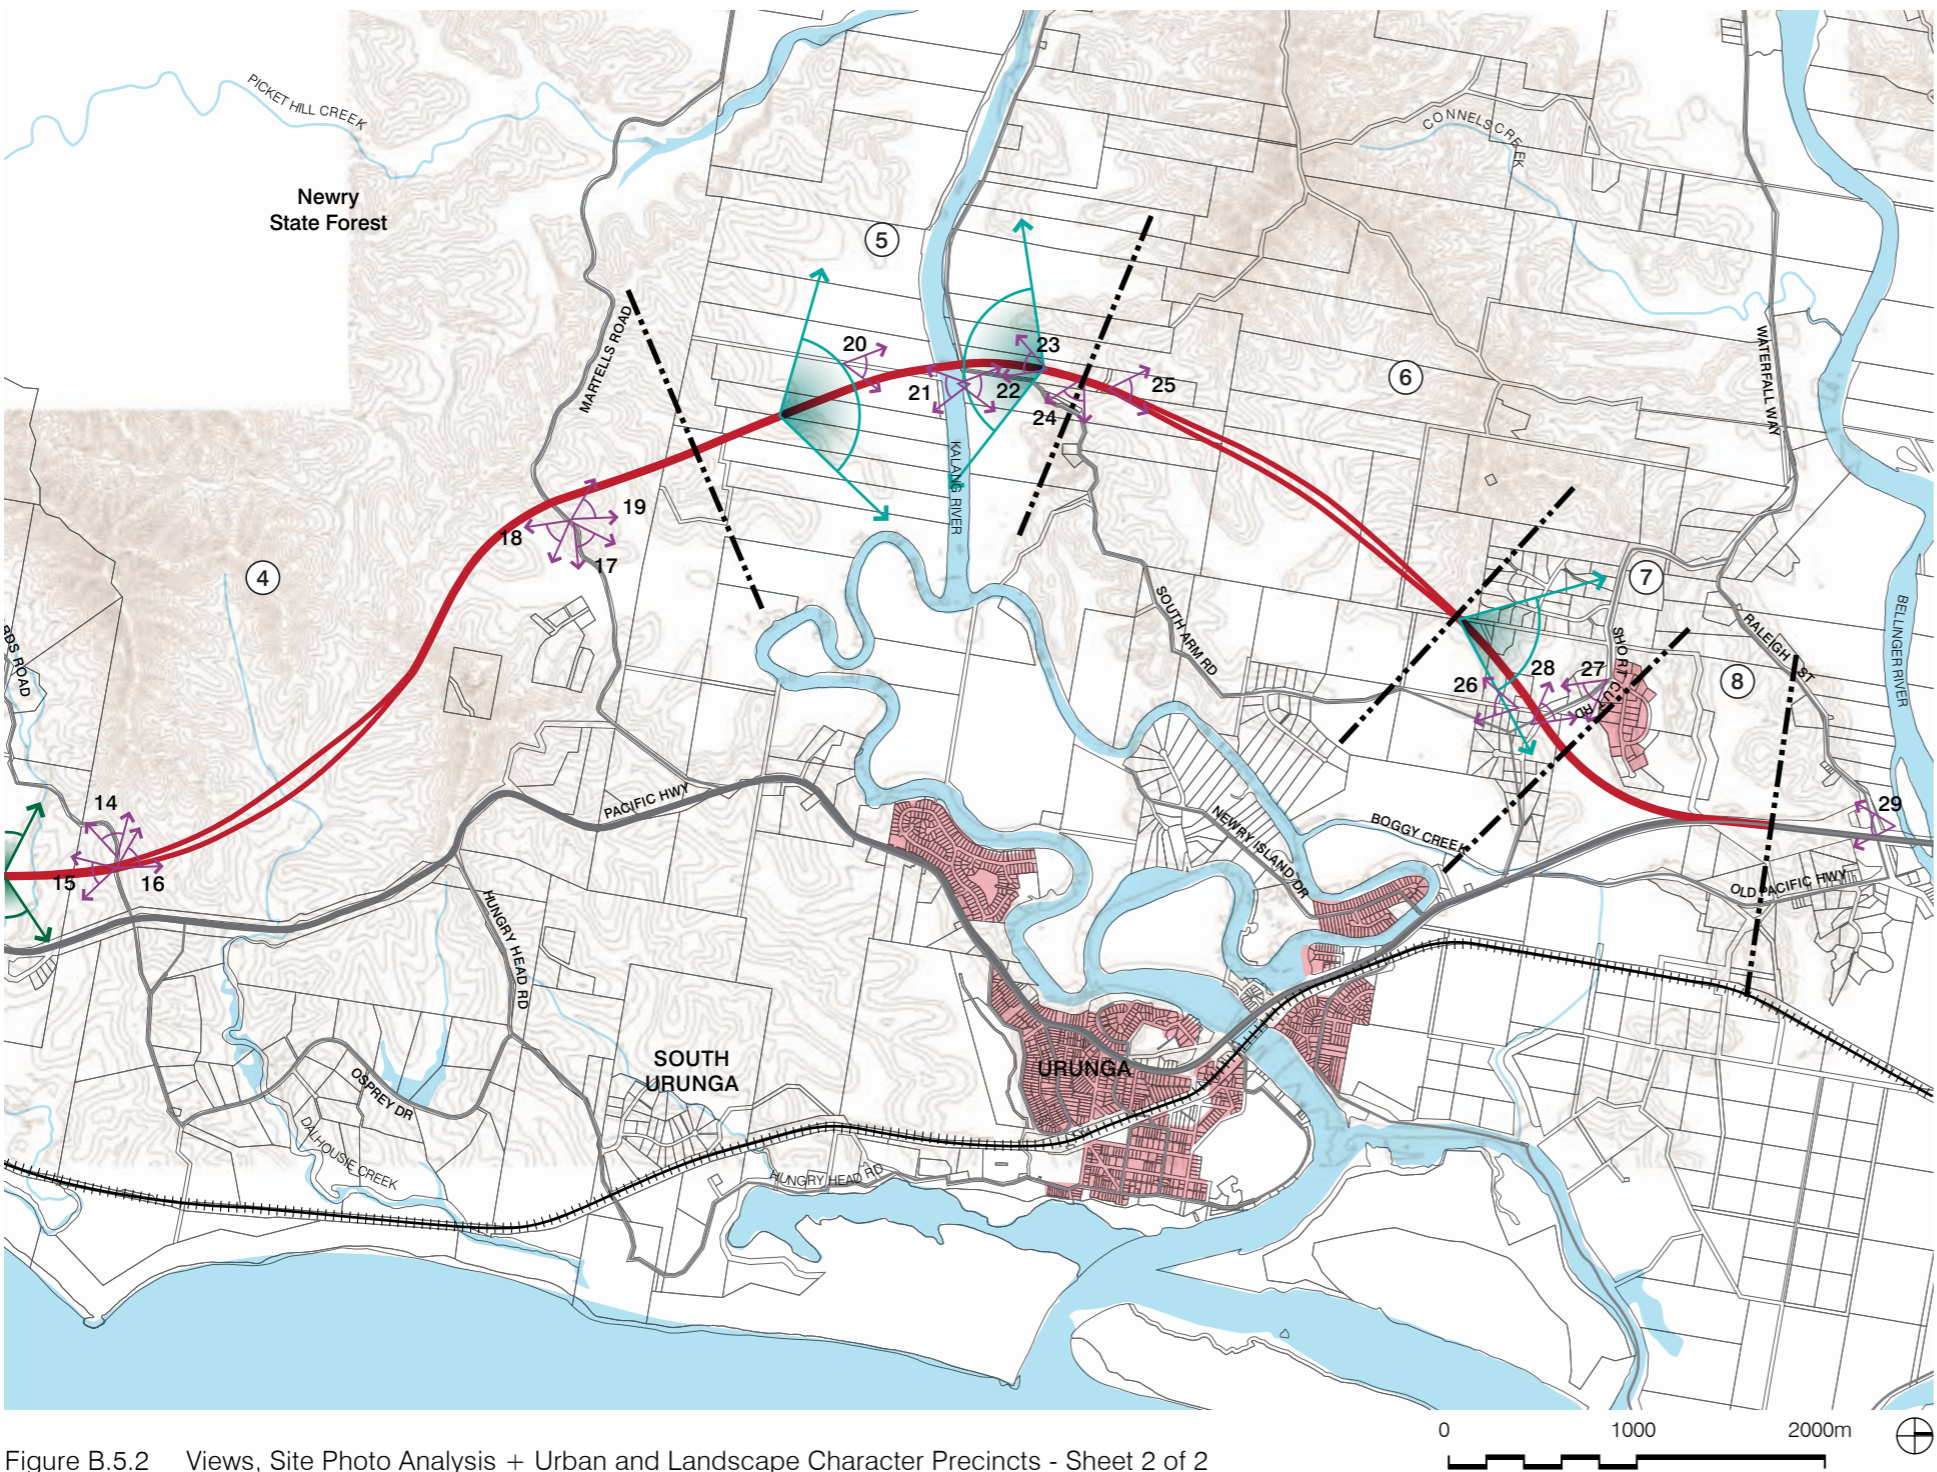 PICKET HILL CREEK
CONNELS CREEK
Newry
State Forest
5
MARTELLS ROAD
20
23
21
22
24
25
6
WATERFALL WAY
KALANG RIVER
19
18
17
4
7
SOUTH ARM RD
SHORT CUT RD
RALEIGH ST
BELLINGER RIVER
RDS ROAD
26
28
27
8
14
15
16
PACIFIC HWY
NEWRY ISLAND DR
BOGGY CREEK
29
OLD PACIFIC HWY
HUNGRY HEAD RD
SOUTH
URUNGA
URUNGA
OSPREY DR
DALHOUSIE CREEK
HUNGRY HEAD RD
0 1000 2000m
Figure B.5.2 Views, Site Photo Analysis + Urban and Landscape Character Precincts - Sheet 2 of 2